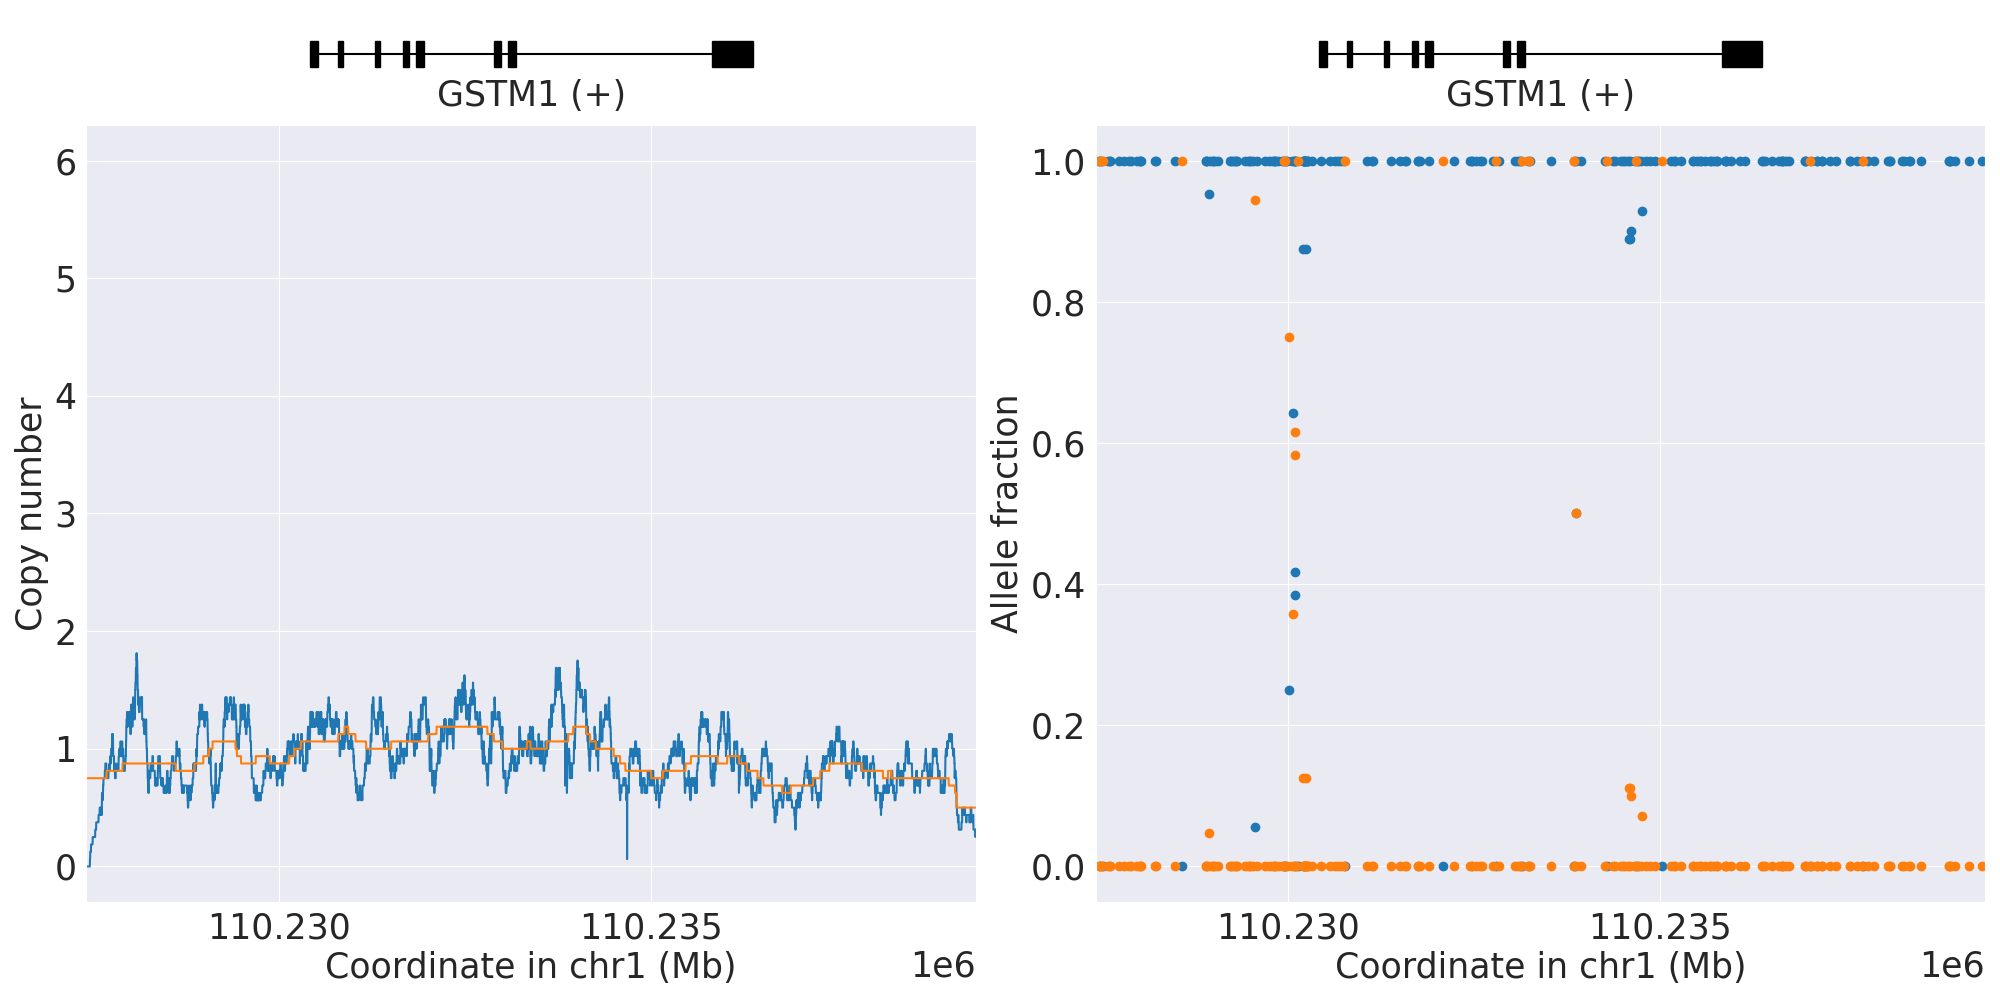 GSTM1 (+)
6
5
4
3
2
1
0
Copy number
110.230
110.235
Coordinate in chr1 (Mb)
1e6
GSTM1 (+)
1.0
0.8
0.6
0.4
0.2
0.0
Allele fraction
110.230
110.235
Coordinate in chr1 (Mb)
1e6